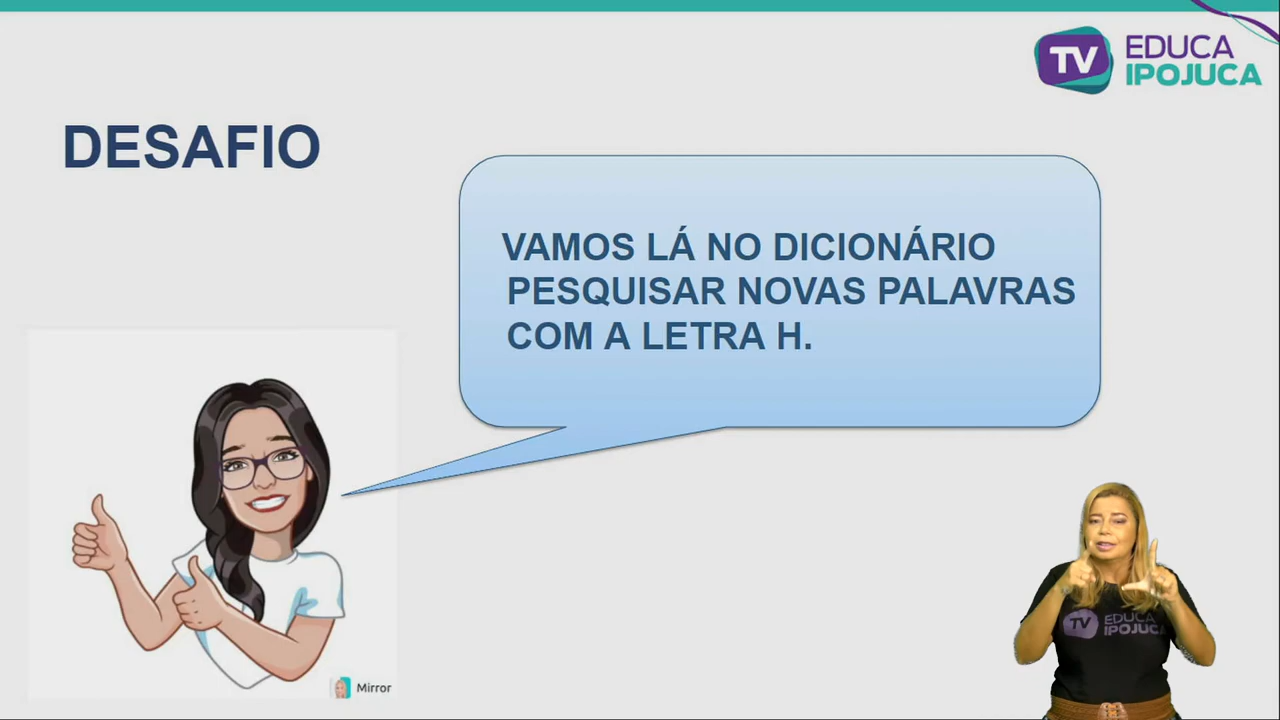 TV EDUCA
IPOJUCA
DESAFIO
VAMOS LÁ NO DICIONÁRIO
PESQUISAR NOVAS PALAVRAS
COM A LETRA H.
Mirror
TV EDUCA
IPOJUCA